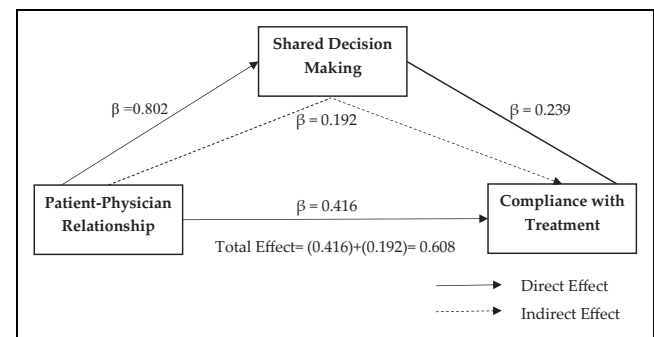 Shared Decision
Making
β =0.802
β = 0.192
β = 0.239
Patient-Physician
Relationship
β = 0.416
Compliance with
Treatment
Total Effect= (0.416)+(0.192)= 0.608
Direct Effect
Indirect Effect